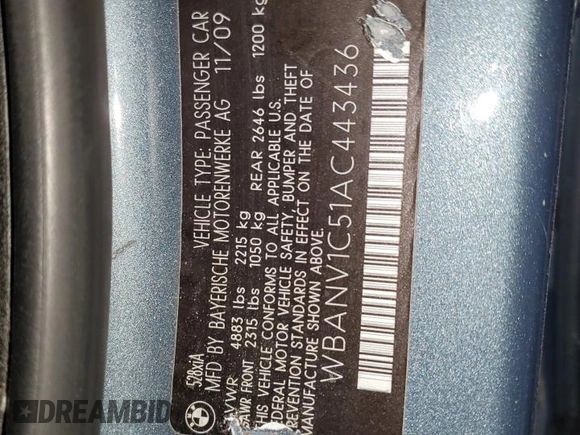 528xiA
VEHICLE TYPE: PASSENGER CAR
MFD BY BAYERISCHE MOTORENWERKE AG 11/09
GVWR 4883 lbs 2215 kg
GAWR-FRONT 2315 lbs 1050 kg REAR 2646 lbs 1200 kg
THIS VEHICLE CONFORMS TO ALL APPLICABLE U.S.
FEDERAL MOTOR VEHICLE SAFETY, BUMPER AND THEFT
PREVENTION STANDARDS IN EFFECT ON THE DATE OF
MANUFACTURE SHOWN ABOVE.
WBANV1C51AC443436
BMW
DREAMBID